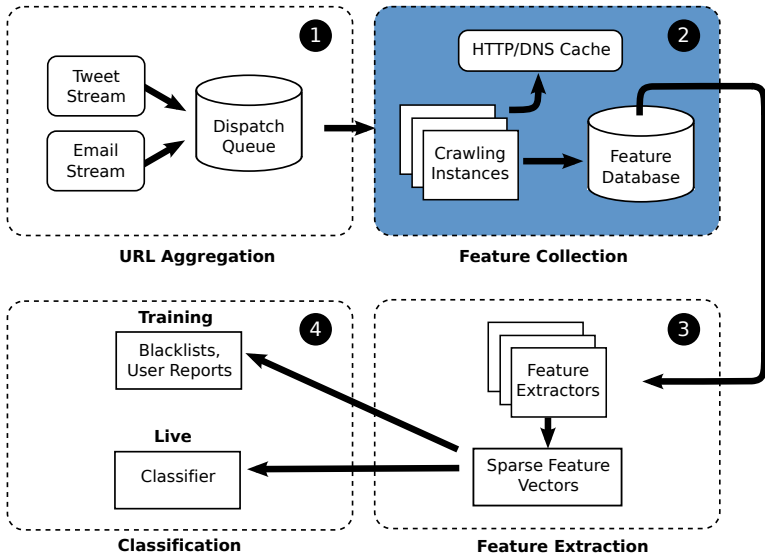 1
Tweet
Stream
Email
Stream
Dispatch
Queue
URL Aggregation
2
HTTP/DNS Cache
Crawling
Instances
Feature
Database
Feature Collection
3
Feature
Extractors
Sparse Feature
Vectors
Feature Extraction
4
Training
Blacklists,
User Reports
Live
Classifier
Classification